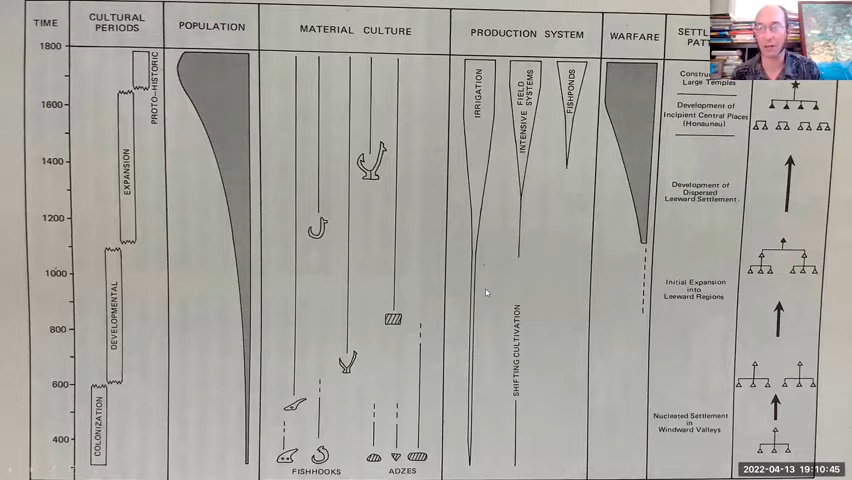 TIME
CULTURAL
PERIODS
POPULATION
MATERIAL CULTURE
PRODUCTION SYSTEM
WARFARE
1800
1600
1400
1200
1000
800
600
400
PROTO-HISTORIC
EXPANSION
DEVELOPMENTAL
COLONIZATION
FISHHOOKS
ADZES
IRRIGATION
INTENSIVE FIELD
SYSTEMS
FISHPONDS
SHIFTING CULTIVATION
Large Temples
Development of
Incipient Central Places
(Honaunau)
Development of
Dispersed
Leeward Settlement
Initial Expansion
into
Leeward Regions
Nucleated Settlement
in
Windward Valleys
2022-04-13 19:10:45